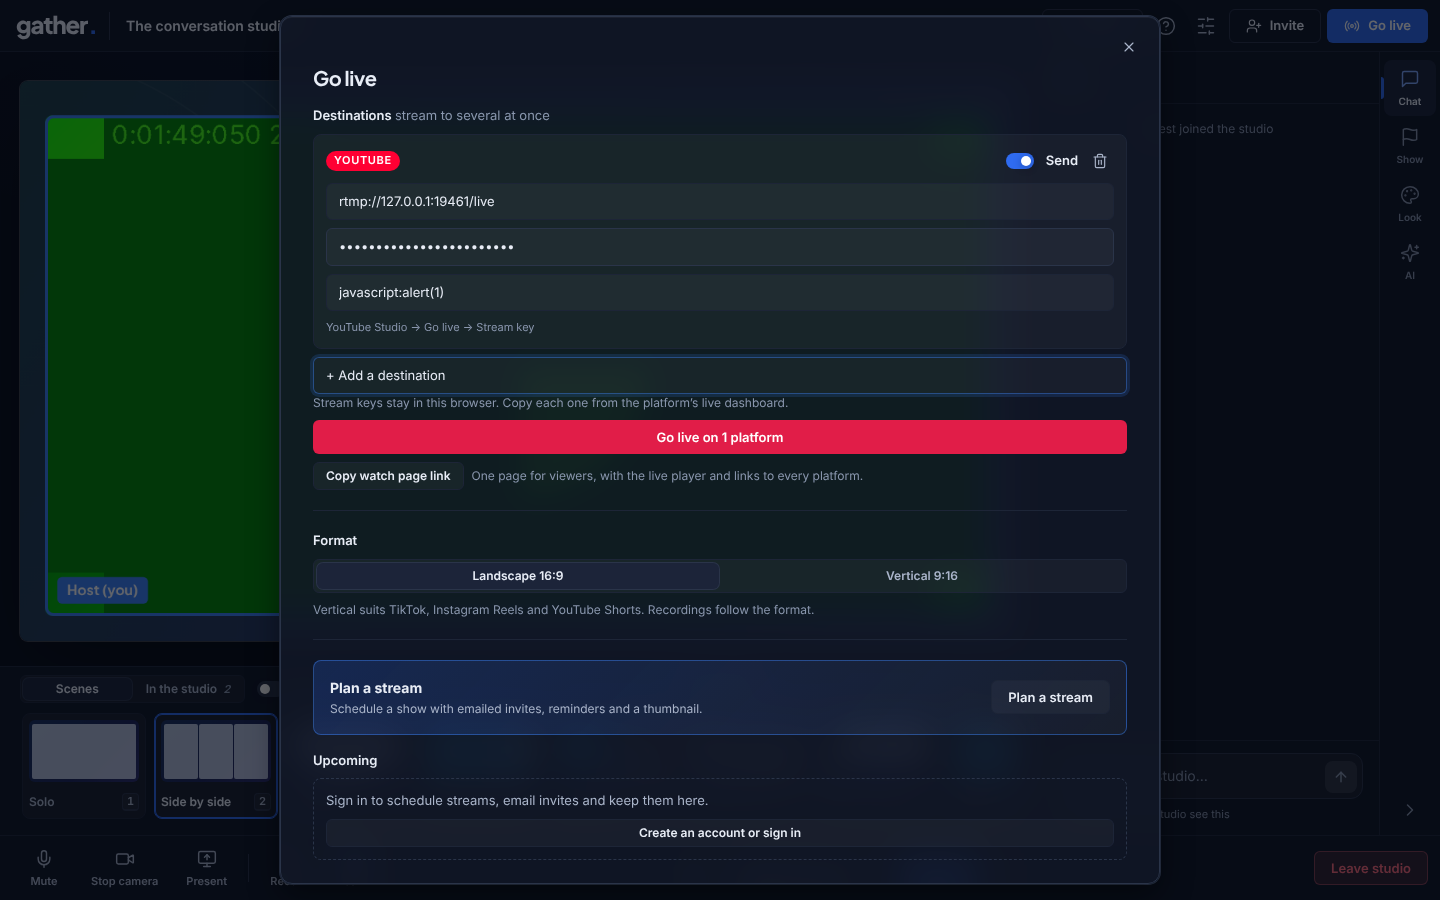 gather.
The conversation studi
Invite
Go live
Go live
Destinations stream to several at once
YOUTUBE
Send
rtmp://127.0.0.1:19461/live
••••••••••••••••••••••••
javascript:alert(1)
YouTube Studio → Go live → Stream key
+ Add a destination
Stream keys stay in this browser. Copy each one from the platform's live dashboard.
Go live on 1 platform
Copy watch page link
One page for viewers, with the live player and links to every platform.
Format
Landscape 16:9
Vertical 9:16
Vertical suits TikTok, Instagram Reels and YouTube Shorts. Recordings follow the format.
Plan a stream
Schedule a show with emailed invites, reminders and a thumbnail.
Plan a stream
Upcoming
Sign in to schedule streams, email invites and keep them here.
Create an account or sign in
0:01:49:050 2
Host (you)
Scenes
In the studio 2
Solo
1
Side by side
2
Mute
Stop camera
Present
Re
est joined the studio
Chat
Show
Look
AI
tudio...
tudio see this
Leave studio